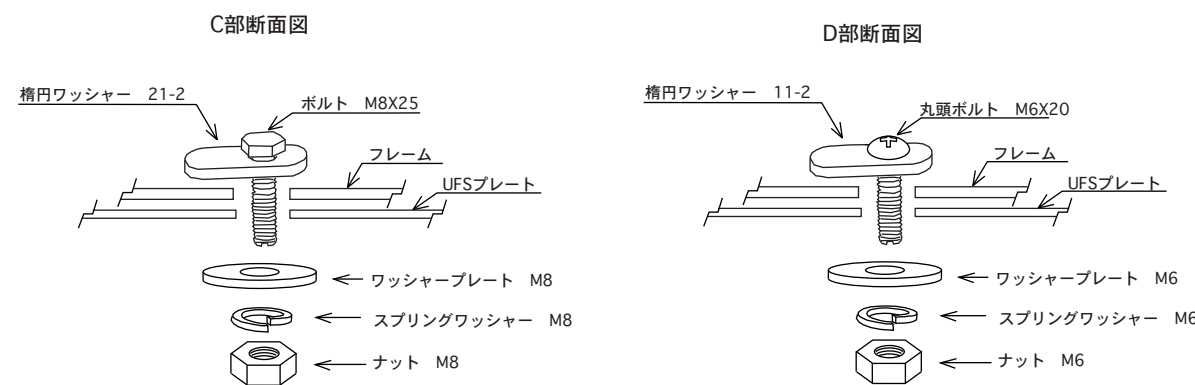 C部断面図
楕円ワッシャー　21-2
ボルト　M8X25
フレーム
UFSプレート
ワッシャープレート　M8
スプリングワッシャー　M8
ナット　M8
D部断面図
楕円ワッシャー　11-2
丸頭ボルト　M6X20
フレーム
UFSプレート
ワッシャープレート　M6
スプリングワッシャー　M6
ナット　M6